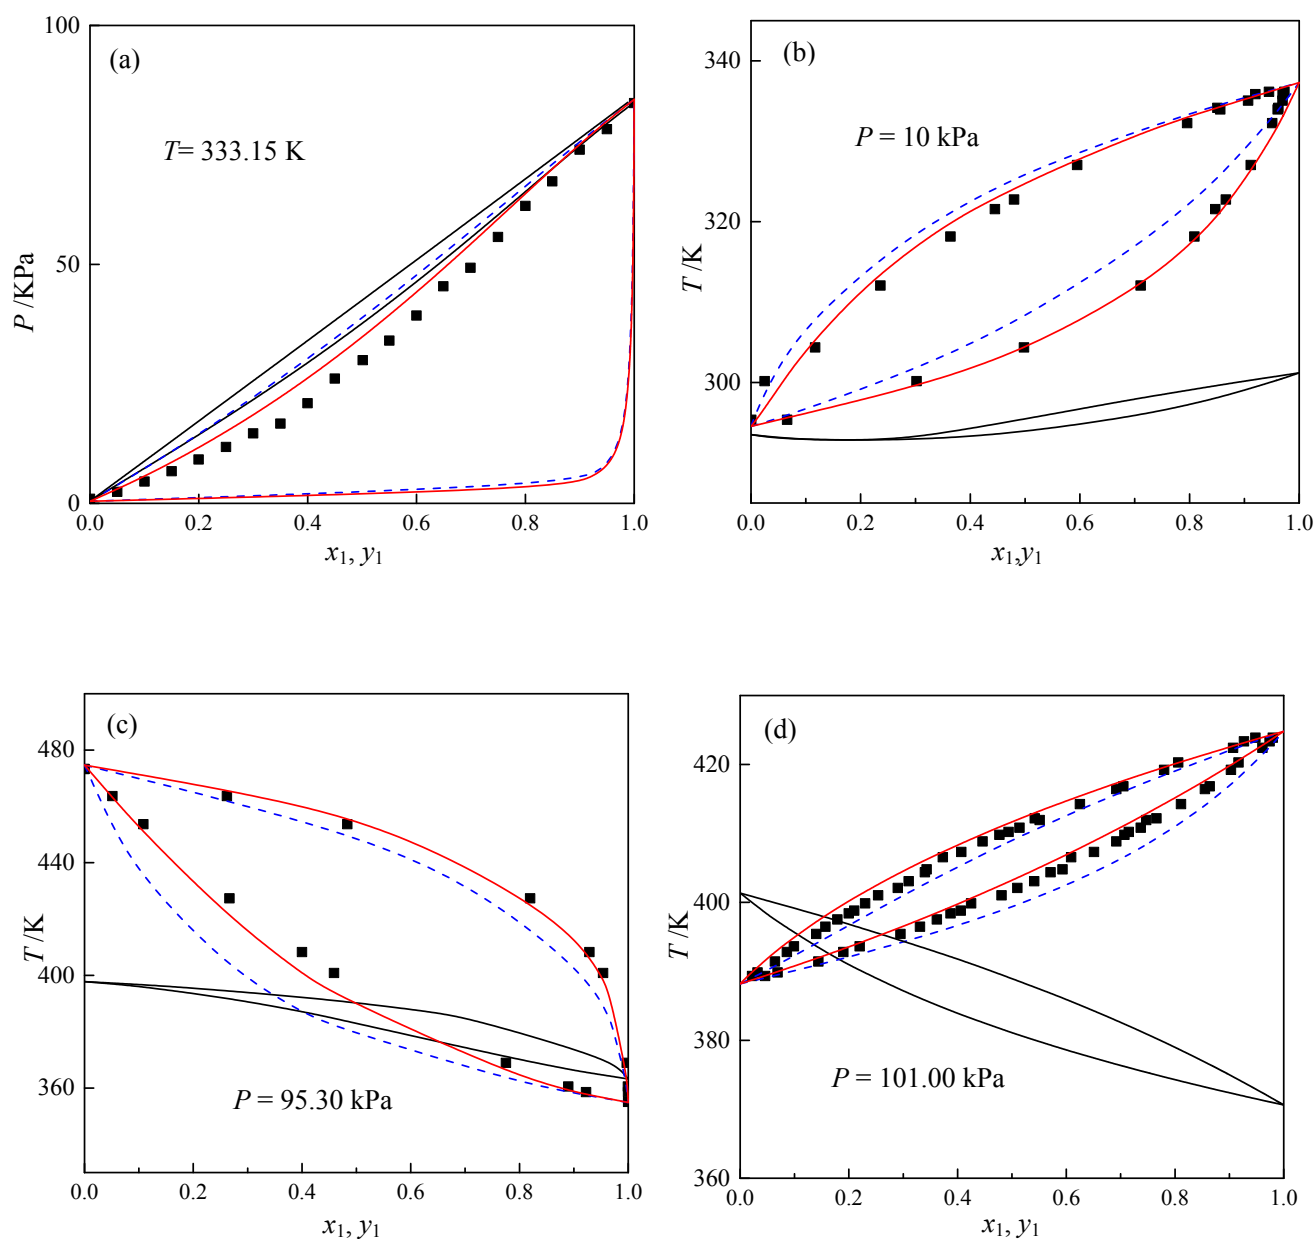 (a)
T= 333.15 K
P /KPa
100
50
0
0.0 0.2 0.4 0.6 0.8 1.0
x1, y1
(b)
P = 10 kPa
T /K
340
320
300
0.0 0.2 0.4 0.6 0.8 1.0
x1,y1
(c)
P = 95.30 kPa
T /K
480
440
400
360
0.0 0.2 0.4 0.6 0.8 1.0
x1, y1
(d)
P = 101.00 kPa
T /K
420
400
380
360
0.0 0.2 0.4 0.6 0.8 1.0
x1, y1